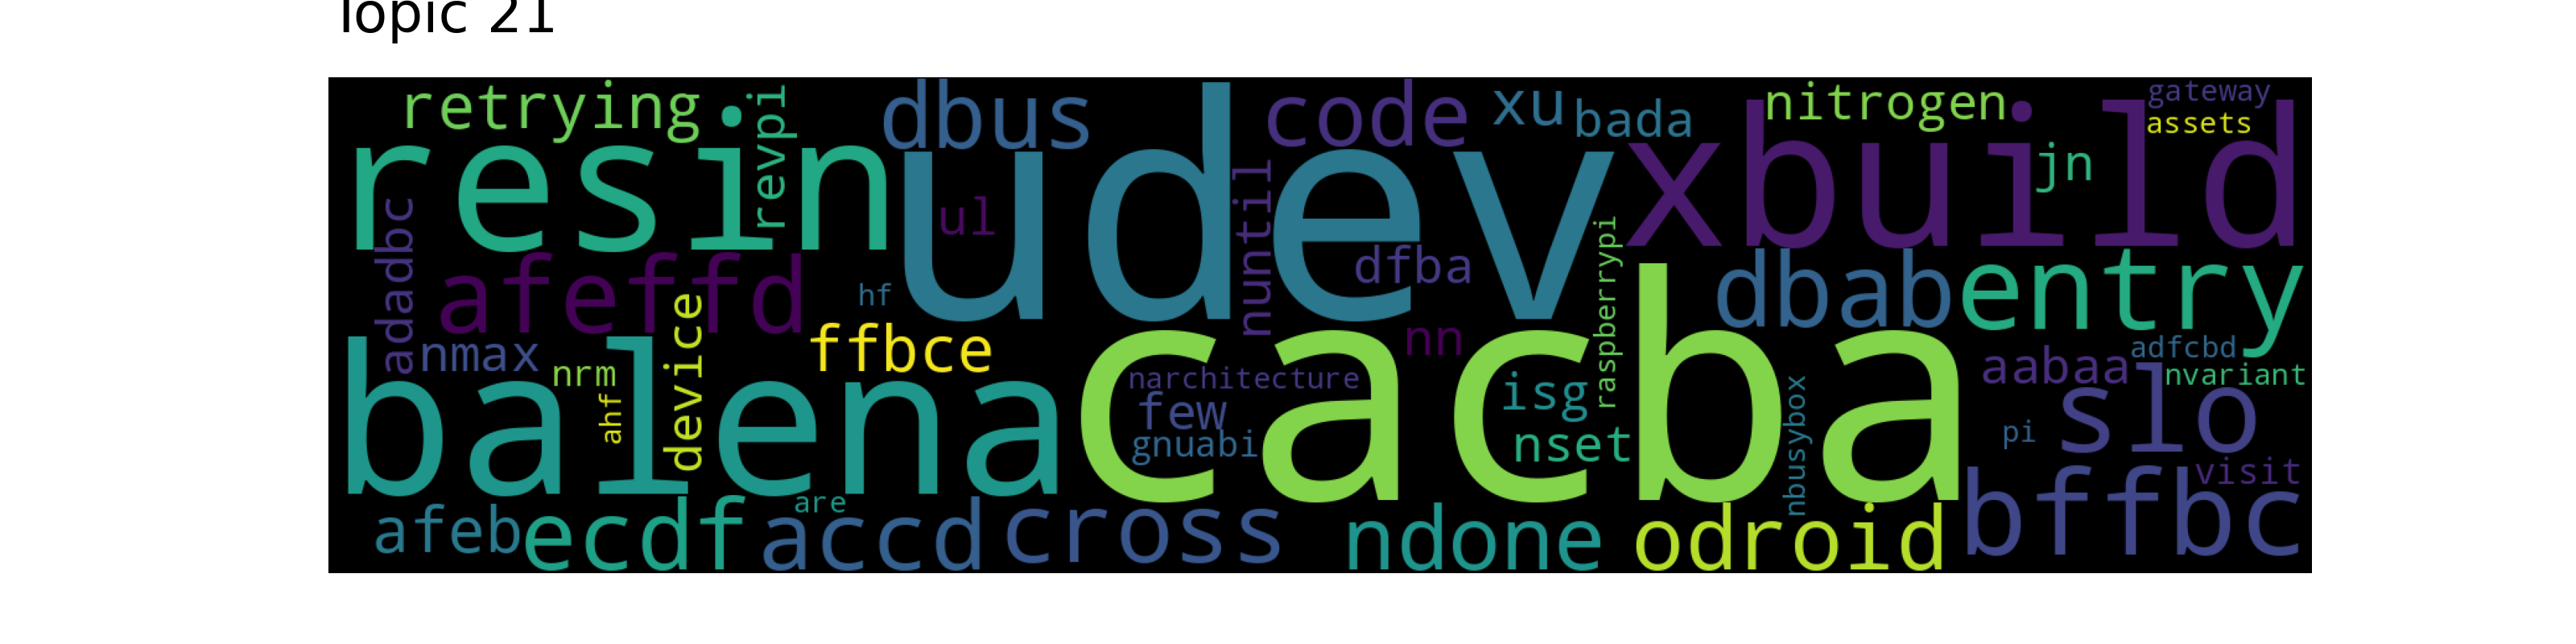 Topic 21
retrying
revpi
dbus
code
xu
bada
nitrogen
gateway
assets
resin
udev
xbuild
jn
ul
nuntil
adadbc
afeffd
hf
dfba
raspberrypi
dbab
entry
nmax
nrm
ahf
device
ffbce
nn
narchitecture
few
gnuabi
isg
nset
nbusybox
aabaa
adfcbd
nvariant
balena
cacba
pi
slo
visit
afeb
ecdf
are
accd
cross
ndone
odroid
bffbc